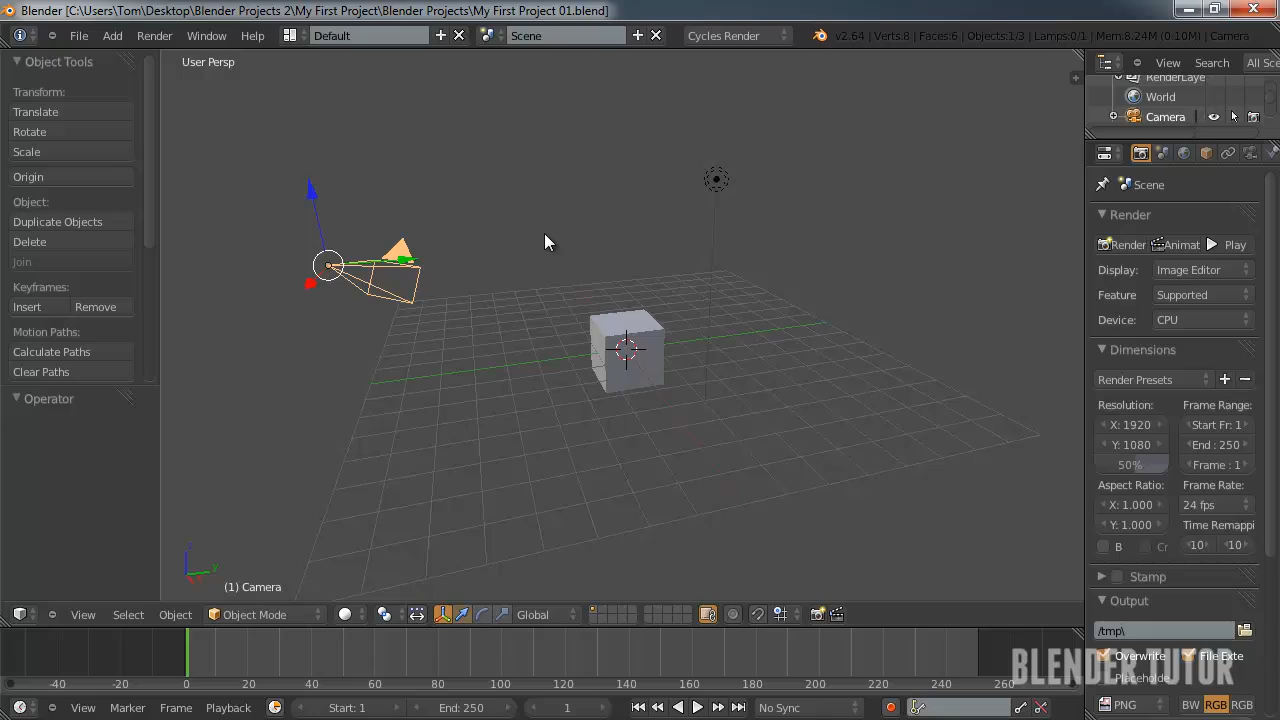 Blender [C:\Users\Tom\Desktop\Blender Projects 2\My First Project\Blender Projects\My First Project 01.blend]
File Add Render Window Help Default Scene Cycles Render v2.64 | Verts:8 | Faces:6 | Objects:1/3 | Lamps:0/1 | Mem:8.24M (0.10M) | Camera
Object Tools
Transform:
Translate
Rotate
Scale
Origin
Object:
Duplicate Objects
Delete
Join
Keyframes:
Insert Remove
Motion Paths:
Calculate Paths
Clear Paths
Operator
User Persp
z
y
(1) Camera
View Search All Sce
RenderLaye
World
Camera
Scene
Render
Render Animat Play
Display: Image Editor
Feature Supported
Device: CPU
Dimensions
Render Presets
Resolution: Frame Range:
X: 1920 Start Fr: 1
Y: 1080 End : 250
50% Frame : 1
Aspect Ratio: Frame Rate:
X: 1.000 24 fps
Y: 1.000 Time Remappi
B Cr 10 10
Stamp
Output
/tmp\
Overwrite File Exte
Placeholde
PNG BW RGB RGB
View Select Object Object Mode Global
-40 -20 0 20 40 60 80 100 120 140 160 180 200 220 240 260
View Marker Frame Playback Start: 1 End: 250 1 No Sync
BLENDER TUTOR